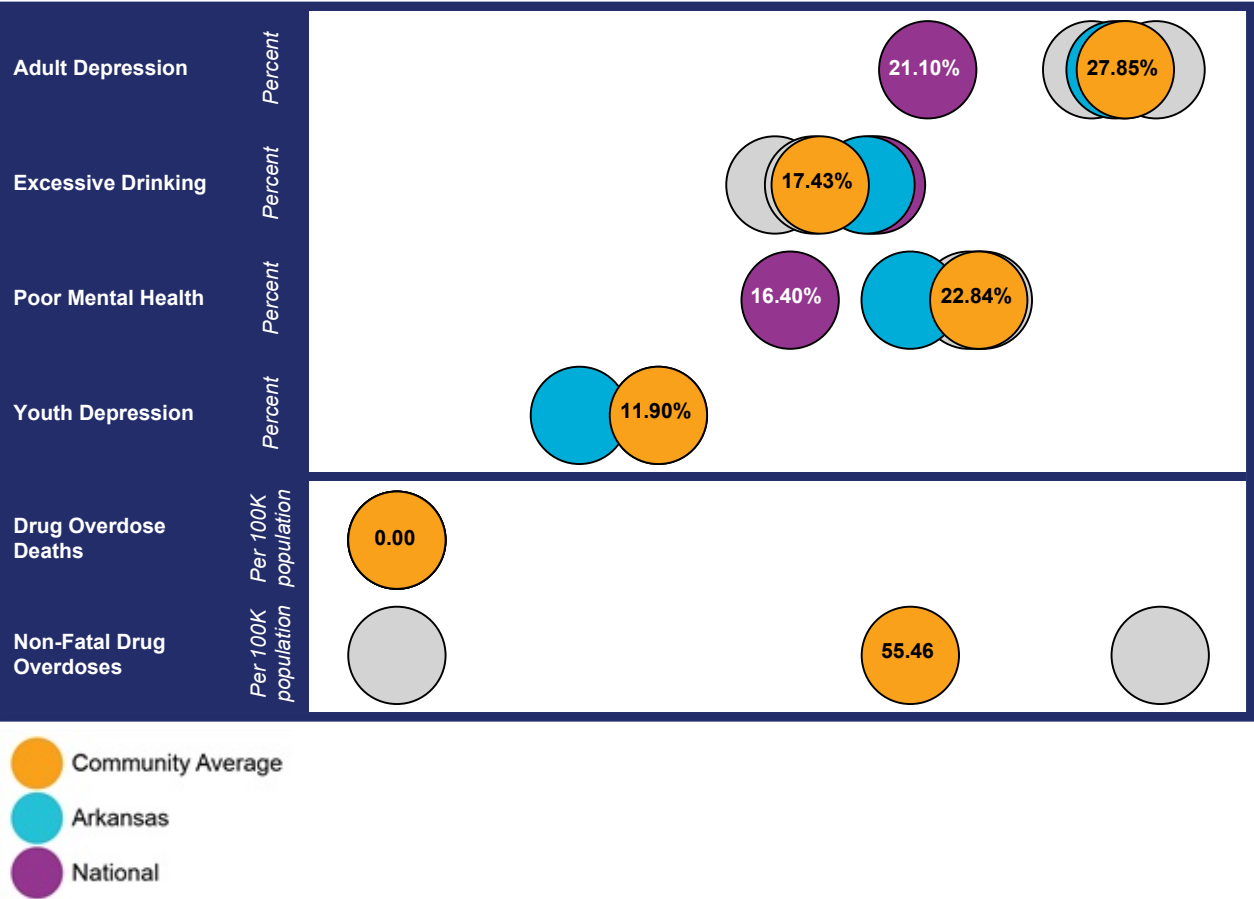 Adult Depression
Percent
21.10%
27.85%
Excessive Drinking
Percent
17.43%
Poor Mental Health
Percent
16.40%
22.84%
Youth Depression
Percent
11.90%
Drug Overdose
Deaths
Per 100K
population
0.00
Non-Fatal Drug
Overdoses
Per 100K
population
55.46
Community Average
Arkansas
National